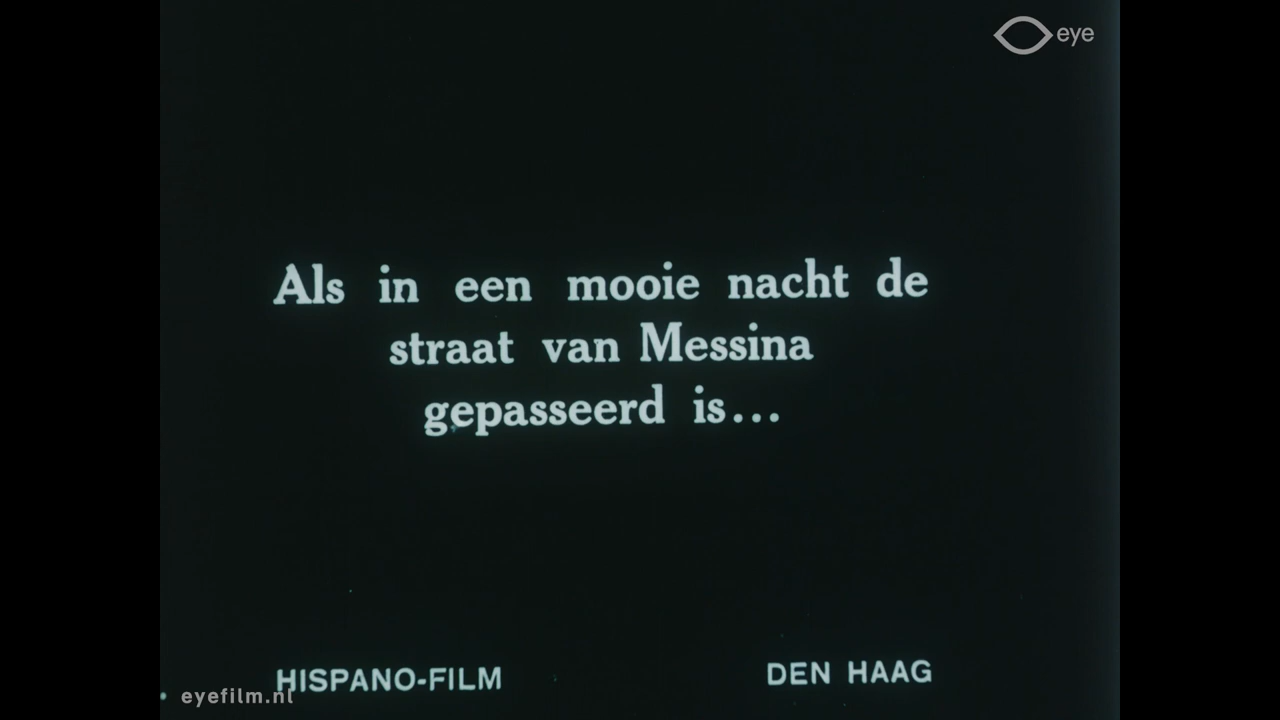 eye
Als in een mooie nacht de
straat van Messina
gepasseerd is...
HISPANO-FILM DEN HAAG
eyefilm.nl